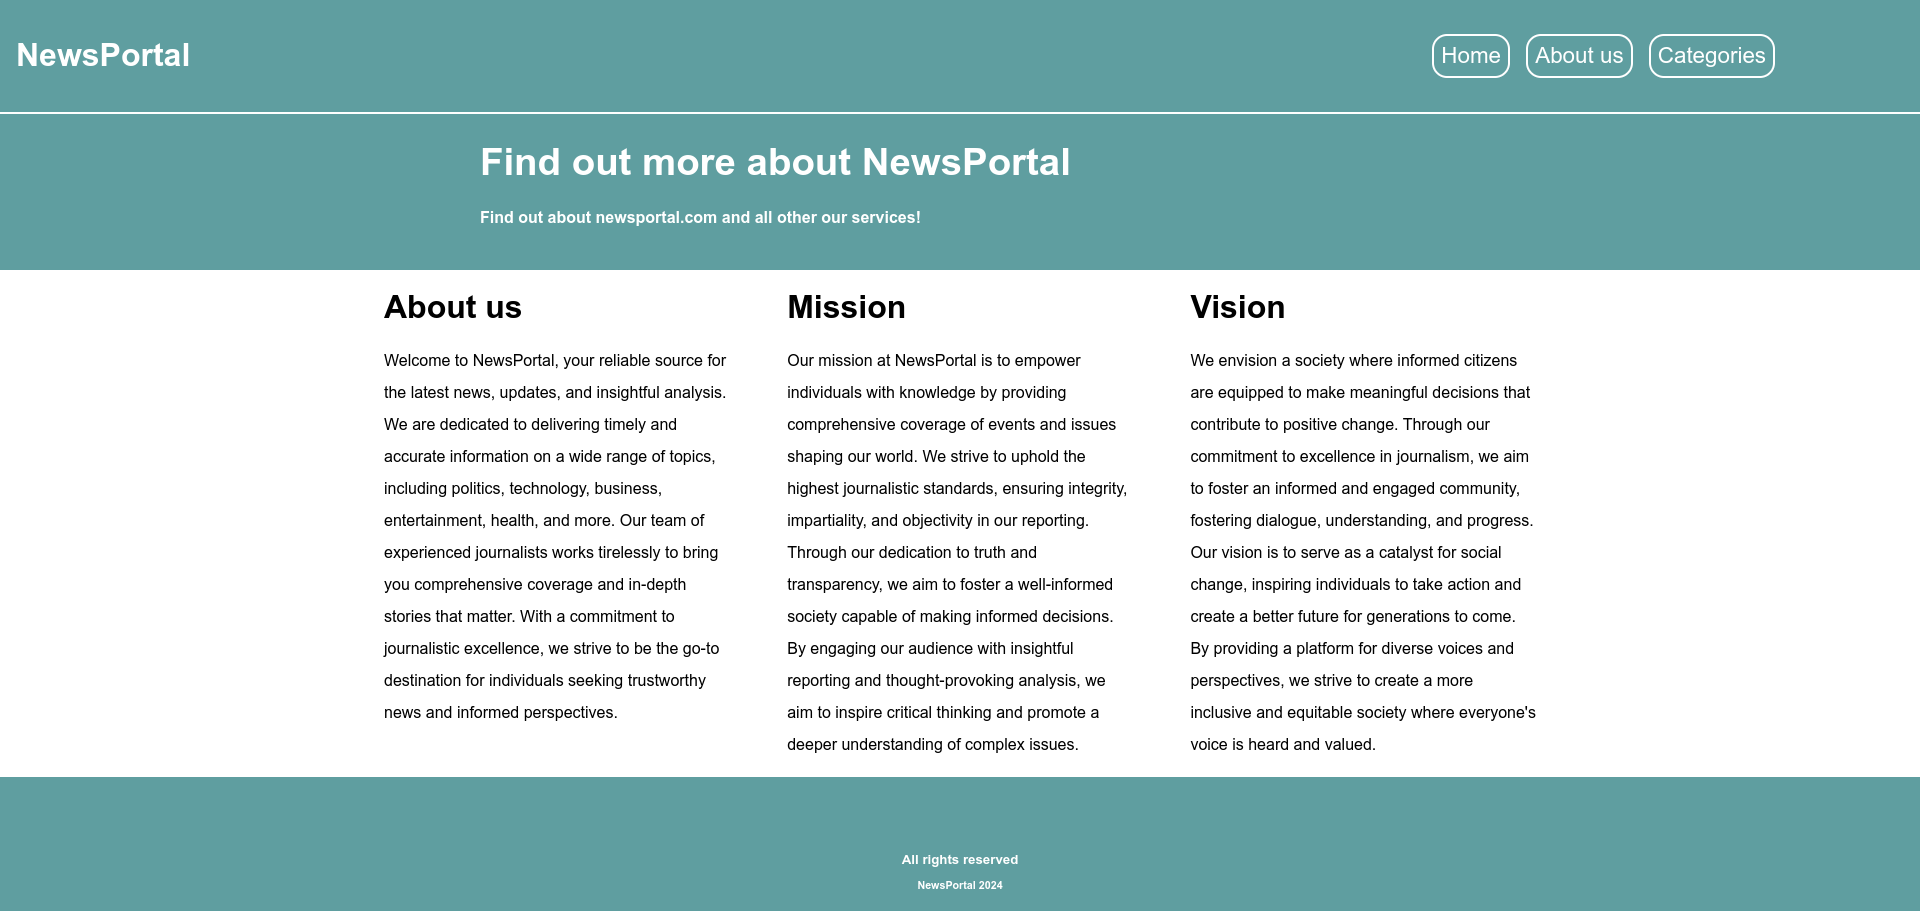 NewsPortal
Home
About us
Categories
Find out more about NewsPortal
Find out about newsportal.com and all other our services!
About us
Welcome to NewsPortal, your reliable source for
the latest news, updates, and insightful analysis.
We are dedicated to delivering timely and
accurate information on a wide range of topics,
including politics, technology, business,
entertainment, health, and more. Our team of
experienced journalists works tirelessly to bring
you comprehensive coverage and in-depth
stories that matter. With a commitment to
journalistic excellence, we strive to be the go-to
destination for individuals seeking trustworthy
news and informed perspectives.
Mission
Our mission at NewsPortal is to empower
individuals with knowledge by providing
comprehensive coverage of events and issues
shaping our world. We strive to uphold the
highest journalistic standards, ensuring integrity,
impartiality, and objectivity in our reporting.
Through our dedication to truth and
transparency, we aim to foster a well-informed
society capable of making informed decisions.
By engaging our audience with insightful
reporting and thought-provoking analysis, we
aim to inspire critical thinking and promote a
deeper understanding of complex issues.
Vision
We envision a society where informed citizens
are equipped to make meaningful decisions that
contribute to positive change. Through our
commitment to excellence in journalism, we aim
to foster an informed and engaged community,
fostering dialogue, understanding, and progress.
Our vision is to serve as a catalyst for social
change, inspiring individuals to take action and
create a better future for generations to come.
By providing a platform for diverse voices and
perspectives, we strive to create a more
inclusive and equitable society where everyone's
voice is heard and valued.
All rights reserved
NewsPortal 2024